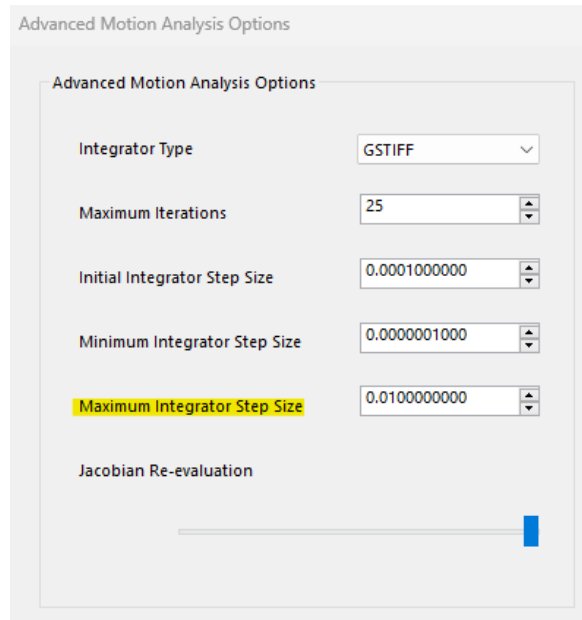 Advanced Motion Analysis Options
Advanced Motion Analysis Options
Integrator Type GSTIFF
Maximum Iterations 25
Initial Integrator Step Size 0.0001000000
Minimum Integrator Step Size 0.0000001000
Maximum Integrator Step Size 0.0100000000
Jacobian Re-evaluation